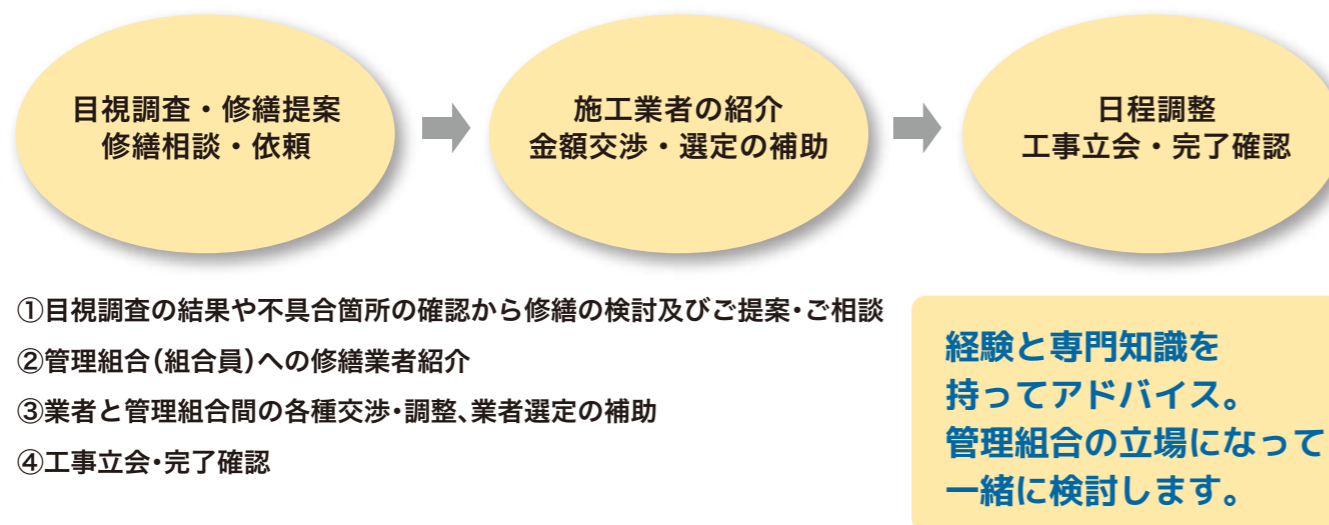 目視調査・修繕提案
修繕相談・依頼
施工業者の紹介
金額交渉・選定の補助
日程調整
工事立会・完了確認
①目視調査の結果や不具合箇所の確認から修繕の検討及びご提案・ご相談
②管理組合(組合員)への修繕業者紹介
③業者と管理組合間の各種交渉・調整、業者選定の補助
④工事立会・完了確認
経験と専門知識を
持ってアドバイス。
管理組合の立場になって
一緒に検討します。